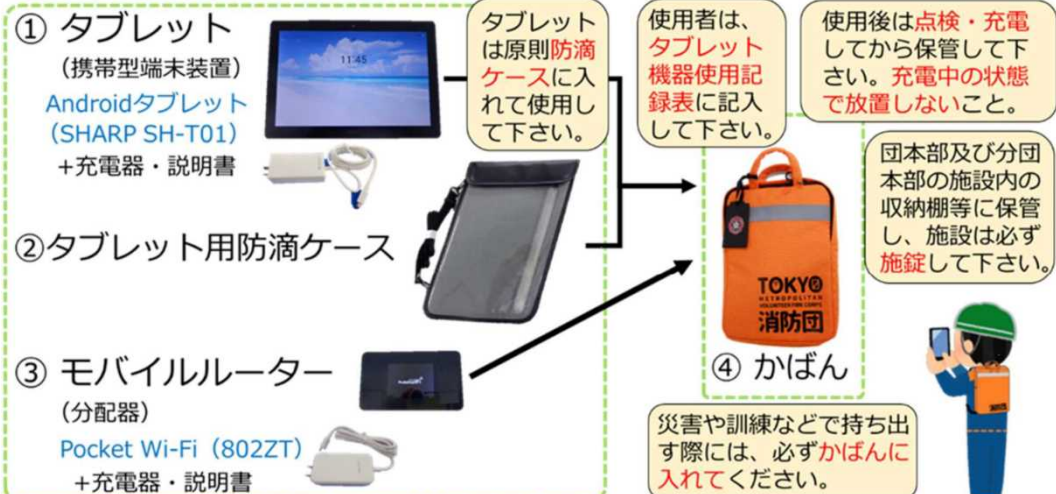 ① タブレット
（携帯型端末装置）
Androidタブレット
（SHARP SH-T01）
+充電器・説明書
11:45
タブレット
は原則防滴
ケースに入
れて使用し
て下さい。
使用者は、
タブレット
機器使用記
録表に記入
して下さい。
使用後は点検・充電
してから保管して下
さい。充電中の状態
で放置しないこと。
団本部及び分団
本部の施設内の
収納棚等に保管
し、施設は必ず
施錠して下さい。
②タブレット用防滴ケース
TOKYO
METROPOLITAN
VOLUNTEER FIRE CORPS
消防団
③ モバイルルーター
（分配器）
Pocket Wi-Fi（802ZT）
+充電器・説明書
④ かばん
災害や訓練などで持ち出
す際には、必ずかばんに
入れてください。